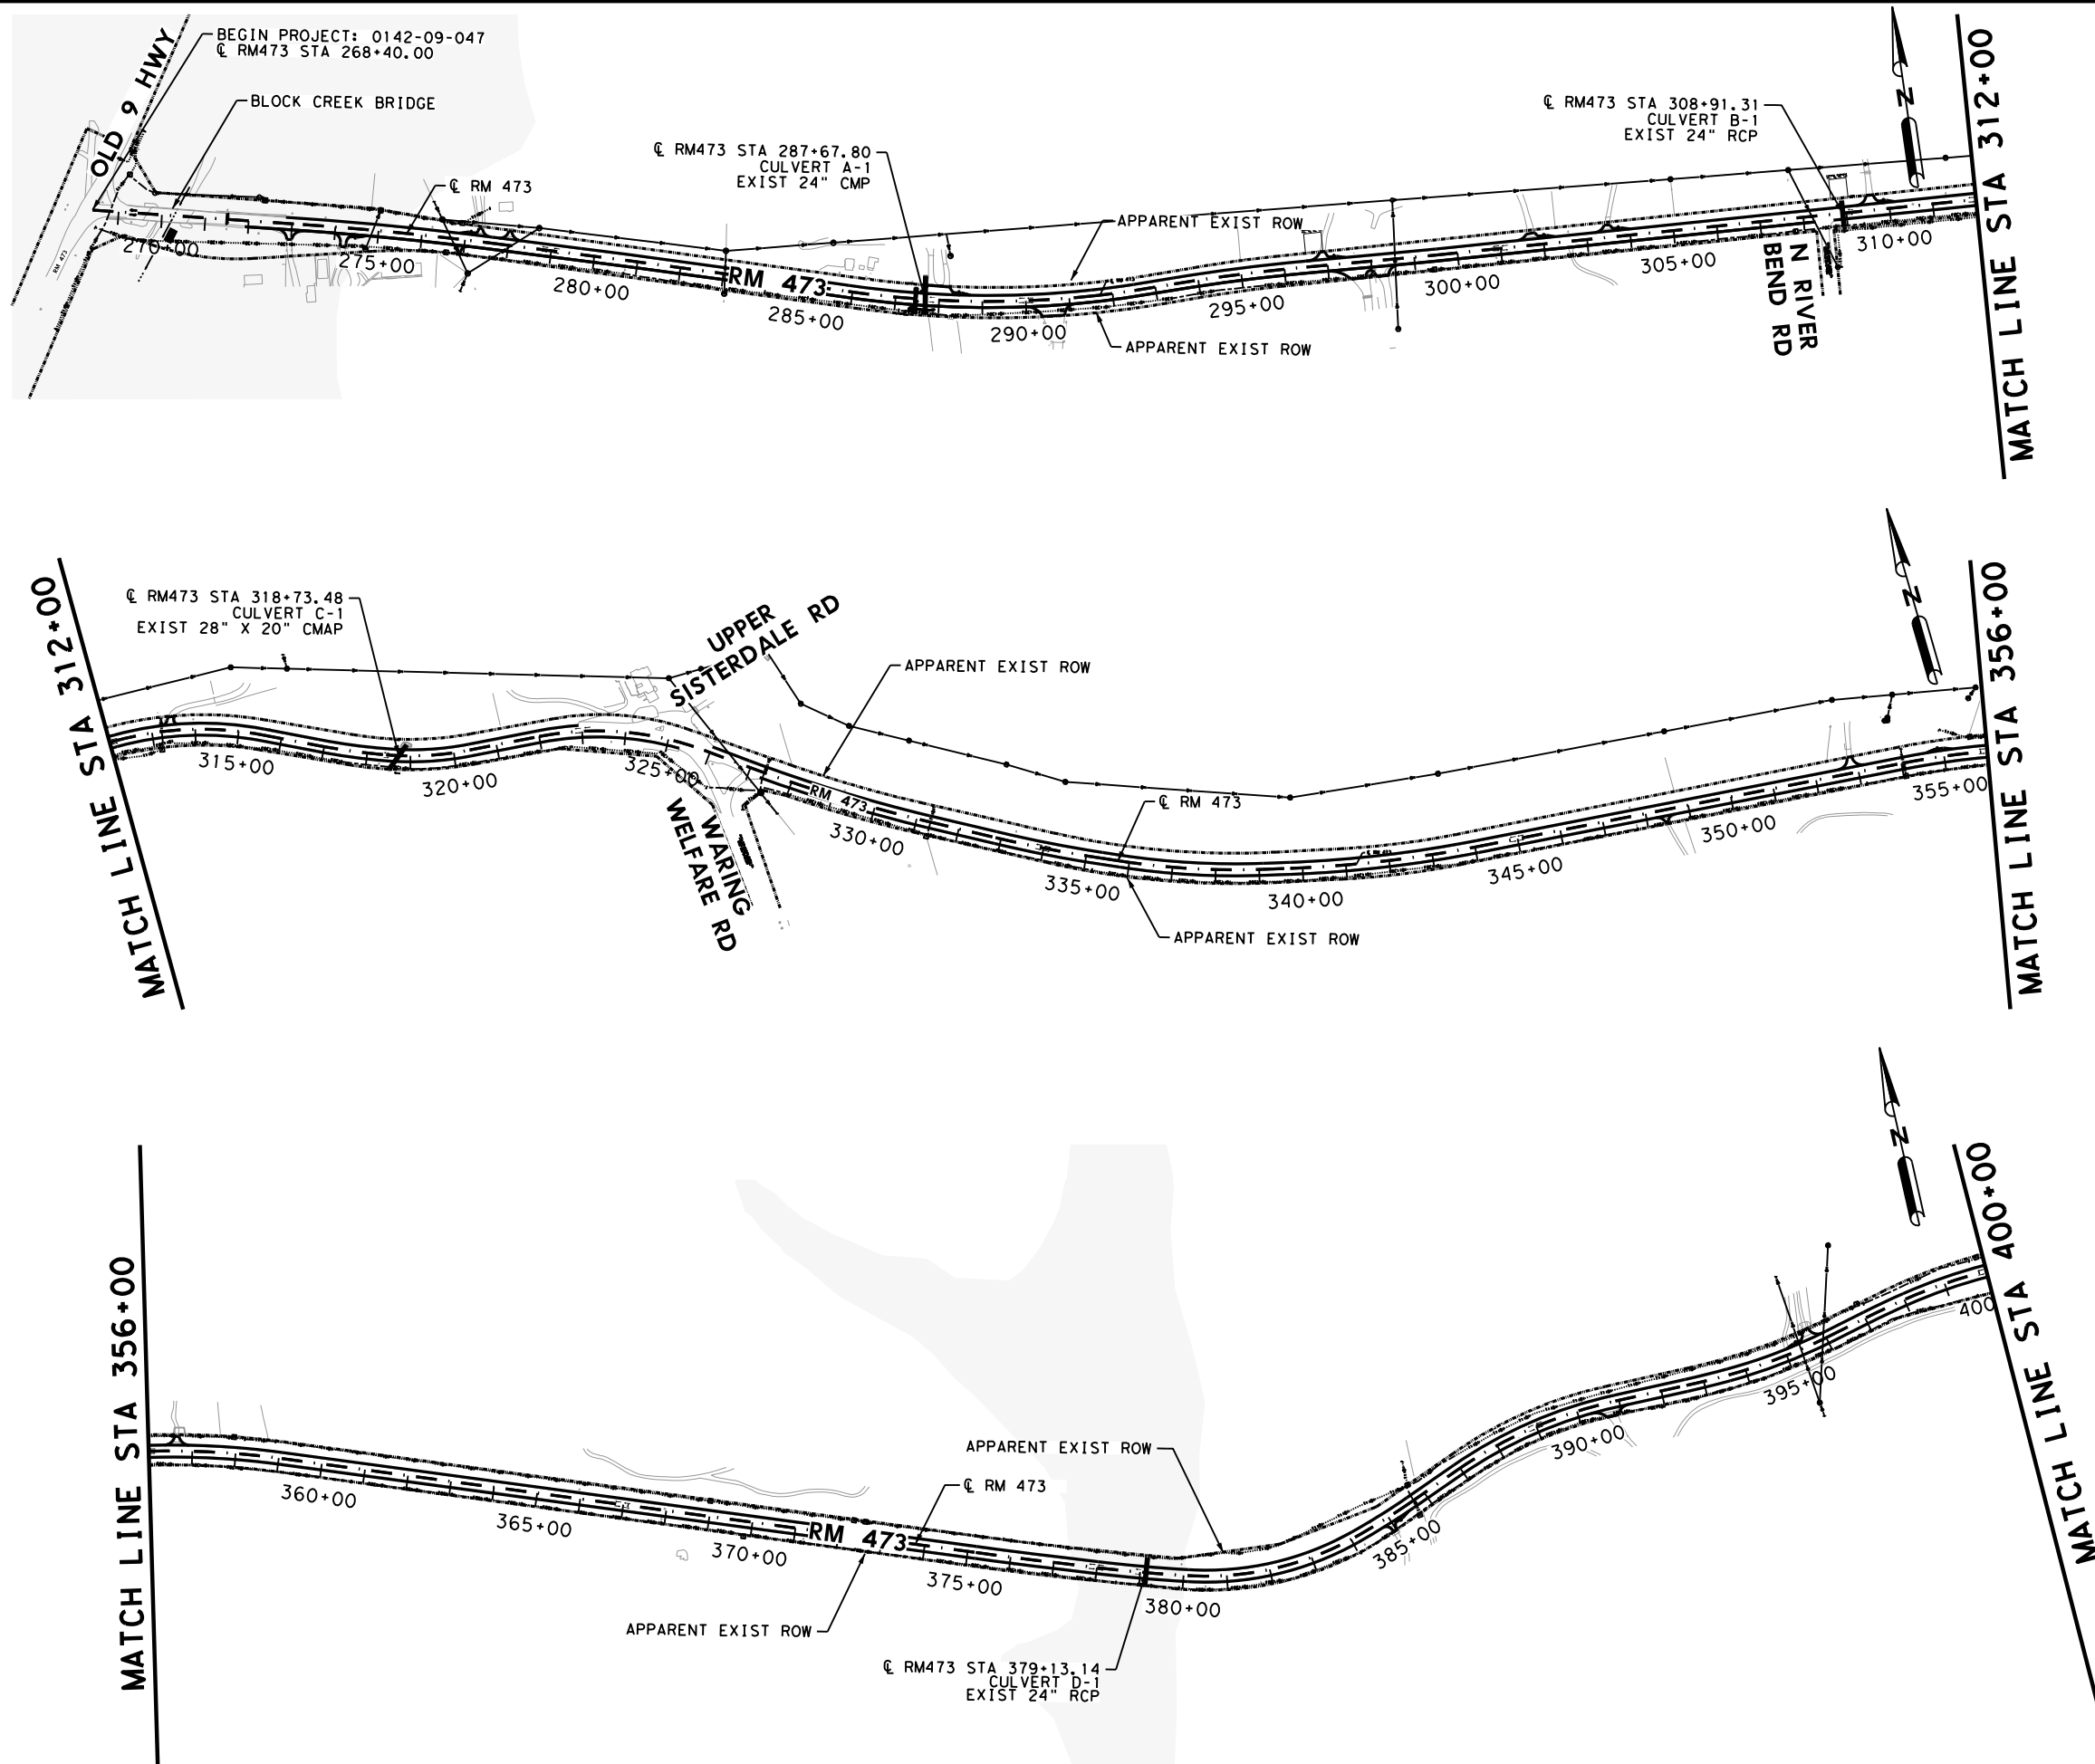 BEGIN PROJECT: 0142-09-047
℄ RM473 STA 268+40.00
OLD 9 HWY
BLOCK CREEK BRIDGE
℄ RM 473
RM 473
℄ RM473 STA 287+67.80
CULVERT A-1
EXIST 24" CMP
APPARENT EXIST ROW
APPARENT EXIST ROW
℄ RM473 STA 308+91.31
CULVERT B-1
EXIST 24" RCP
N
RM 473
270+00
275+00
280+00
285+00
290+00
295+00
300+00
305+00
310+00
N RIVER
BEND RD
MATCH LINE STA 312+00
MATCH LINE STA 312+00
℄ RM473 STA 318+73.48
CULVERT C-1
EXIST 28" X 20" CMAP
UPPER
SISTERDALE RD
APPARENT EXIST ROW
N
315+00
320+00
325+00
RM 473
330+00
℄ RM 473
335+00
340+00
345+00
350+00
355+00
WARING
WELFARE RD
APPARENT EXIST ROW
MATCH LINE STA 356+00
MATCH LINE STA 356+00
N
360+00
365+00
370+00
RM 473
375+00
380+00
385+00
390+00
395+00
400
APPARENT EXIST ROW
℄ RM 473
APPARENT EXIST ROW
℄ RM473 STA 379+13.14
CULVERT D-1
EXIST 24" RCP
MATCH LINE STA 400+00